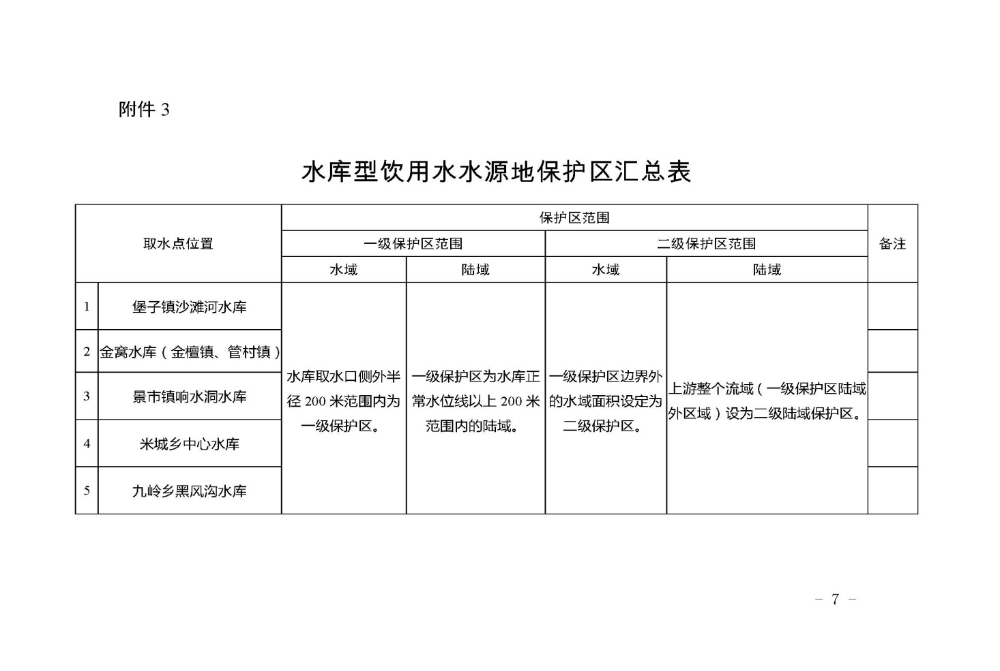 附件 3
水库型饮用水水源地保护区汇总表
取水点位置
保护区范围
备注
一级保护区范围
二级保护区范围
水域
陆域
水域
陆域
1
堡子镇沙滩河水库
2
金窝水库（金檀镇、管村镇）
3
景市镇响水洞水库
4
米城乡中心水库
5
九岭乡黑风沟水库
水库取水口侧外半
径 200 米范围内为
一级保护区。
一级保护区为水库正
常水位线以上 200 米
范围内的陆域。
一级保护区边界外
的水域面积设定为
二级保护区。
上游整个流域（一级保护区陆域
外区域）设为二级陆域保护区。
－ 7 －